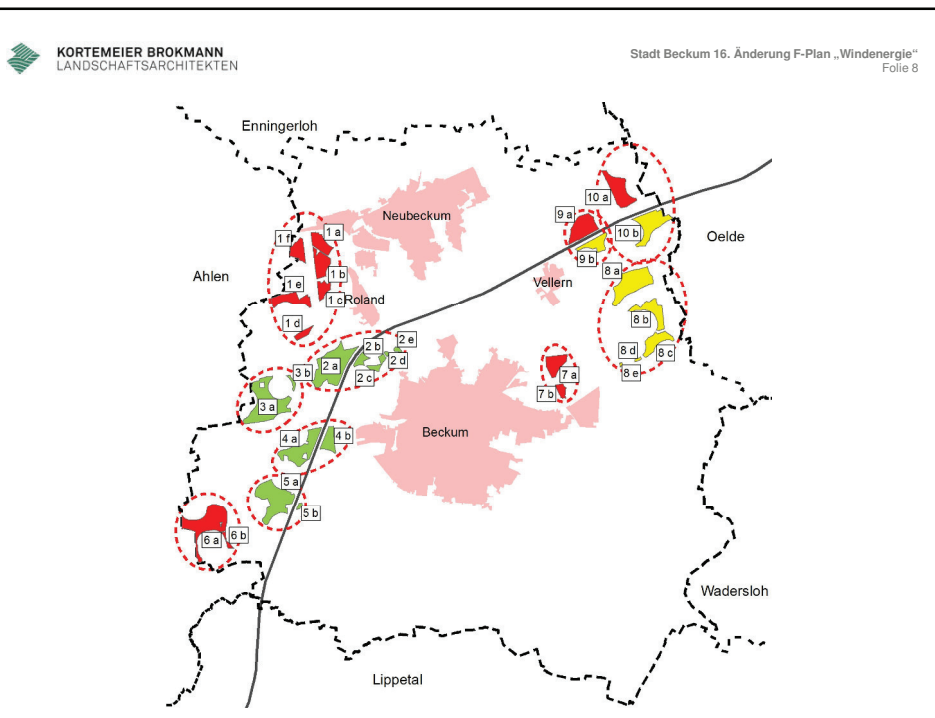 KORTEMEIER BROKMANN
LANDSCHAFTSARCHITEKTEN
Stadt Beckum 16. Änderung F-Plan „Windenergie“
Folie 8
Enningerloh
Neubeckum
Ahlen
Roland
Vellern
Oelde
Beckum
Wadersloh
Lippetal
1 a
1 b
1 c
1 d
1 e
1 f
2 a
2 b
2 c
2 d
2 e
3 a
3 b
4 a
4 b
5 a
5 b
6 a
6 b
7 a
7 b
8 a
8 b
8 c
8 d
8 e
9 a
9 b
10 a
10 b